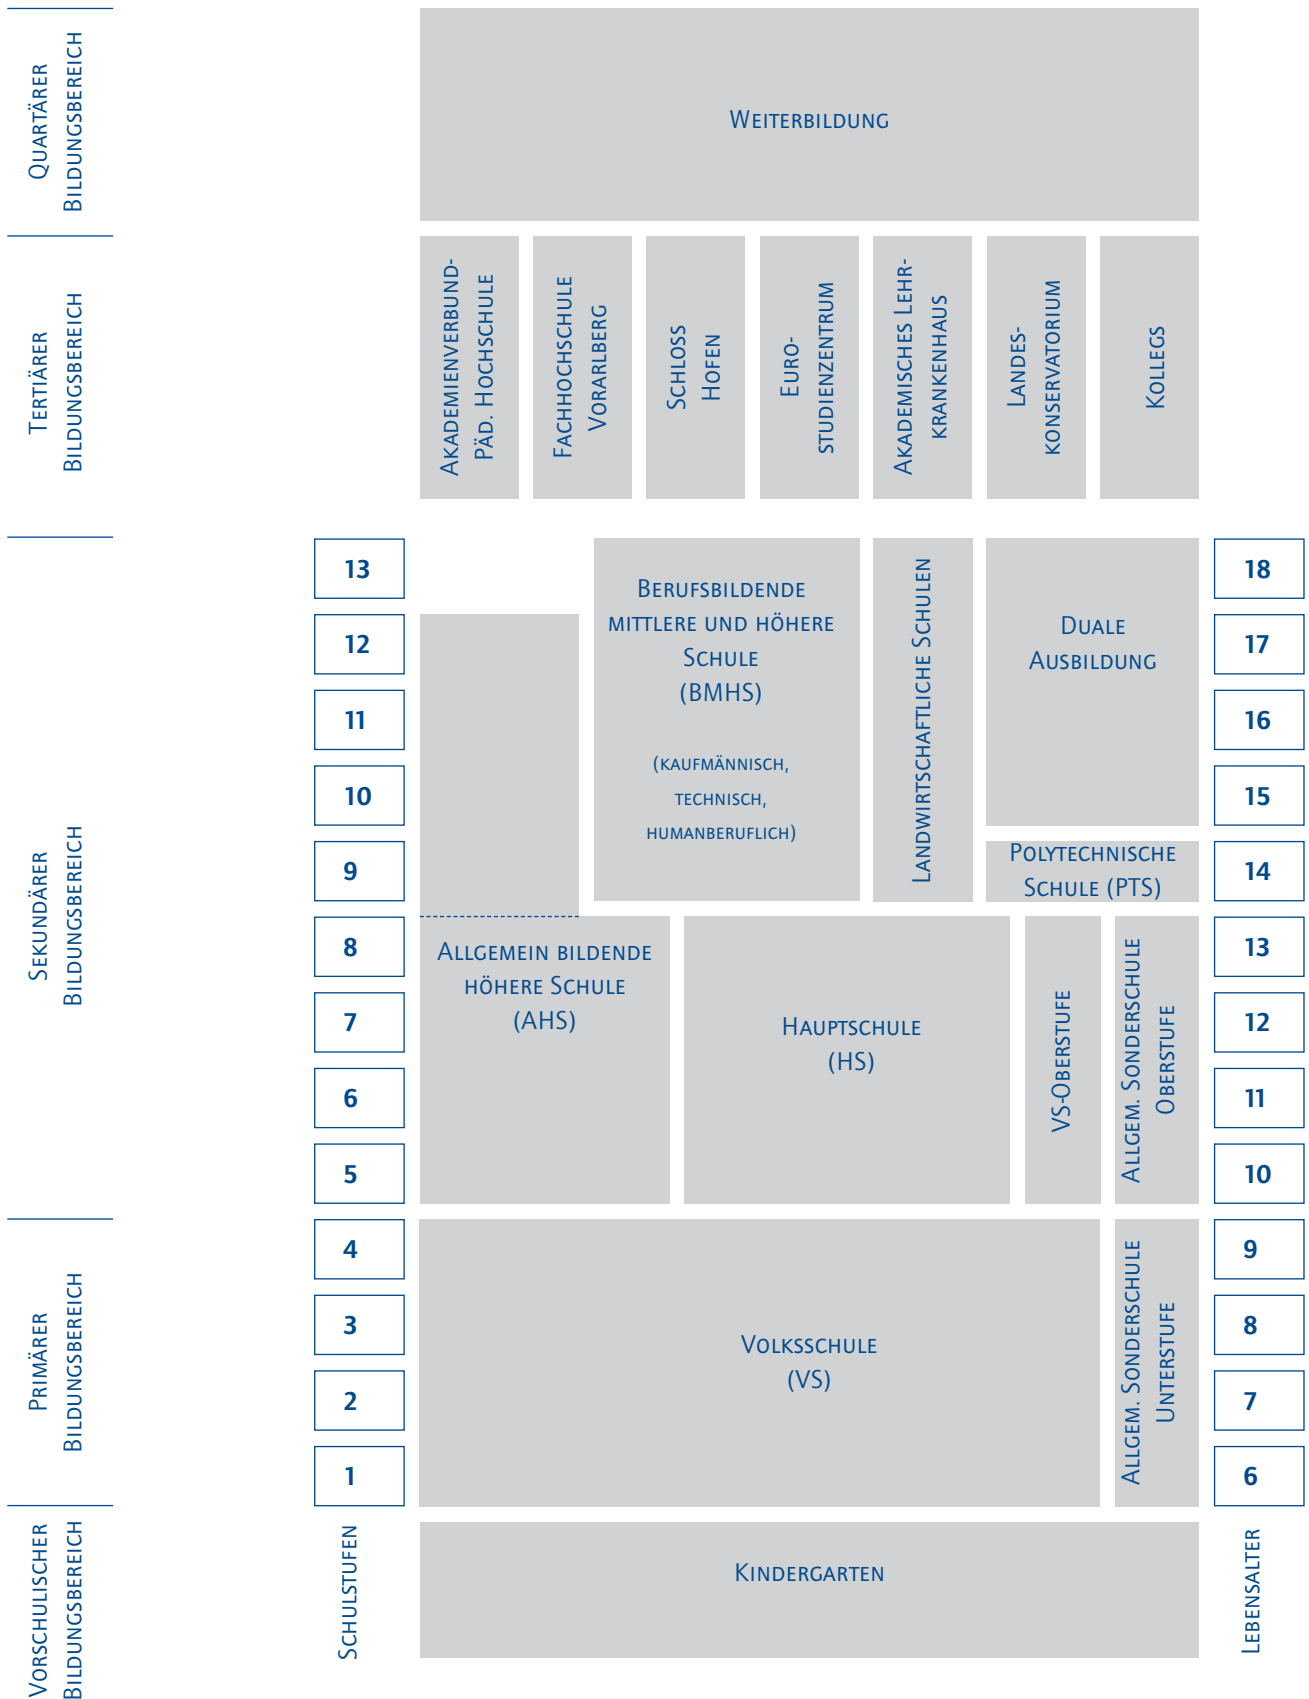 Quartärer
Bildungsbereich
Weiterbildung
Tertiärer
Bildungsbereich
Akademienverbund-
Päd. Hochschule
Fachhochschule
Vorarlberg
Schloss
Hofen
Euro-
studienzentrum
Akademisches Lehr-
krankenhaus
Landes-
konservatorium
Kollegs
Sekundärer
Bildungsbereich
13
12
11
10
9
8
7
6
5
Berufsbildende
mittlere und höhere
Schule
(BMHS)
(kaufmännisch,
technisch,
humanberuflich)
Landwirtschaftliche Schulen
Duale
Ausbildung
Polytechnische
Schule (PTS)
Allgemein bildende
höhere Schule
(AHS)
Hauptschule
(HS)
VS-Oberstufe
Allgem. Sonderschule
Oberstufe
18
17
16
15
14
13
12
11
10
Primärer
Bildungsbereich
4
3
2
1
Volksschule
(VS)
Allgem. Sonderschule
Unterstufe
9
8
7
6
Vorschulischer
Bildungsbereich
Schulstufen
Kindergarten
Lebensalter